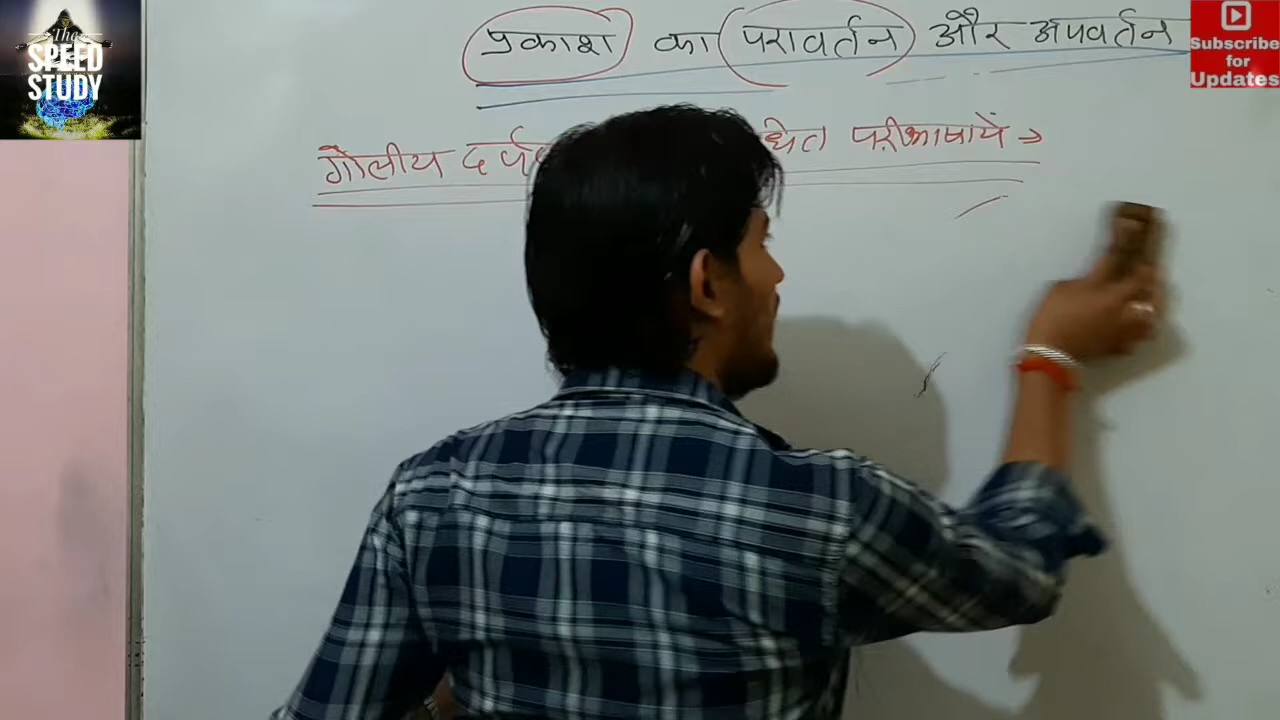 The
SPEED
STUDY
प्रकाश का परावर्तन और अपवर्तन
Subscribe
for
Updates
गोलीय परिभाषायें →